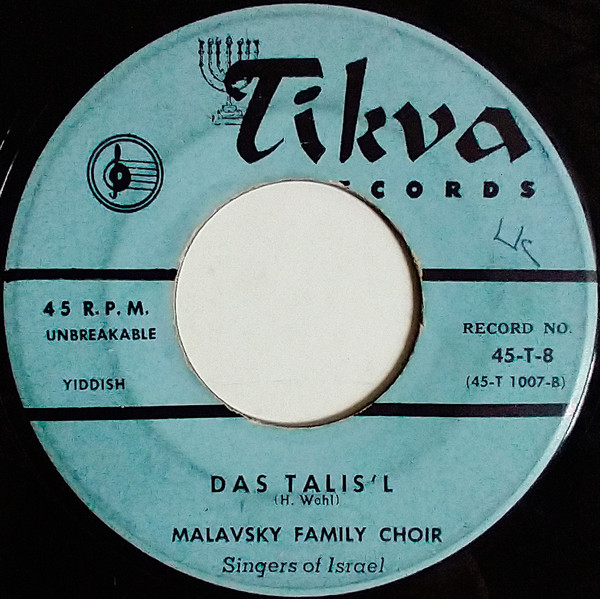 Tikva
ECORDS
45 R.P.M.
UNBREAKABLE
YIDDISH
RECORD NO.
45-T-8
(45-T 1007-B)
DAS TALIS'L
(H. Wohl)
MALAVSKY FAMILY CHOIR
Singers of Israel